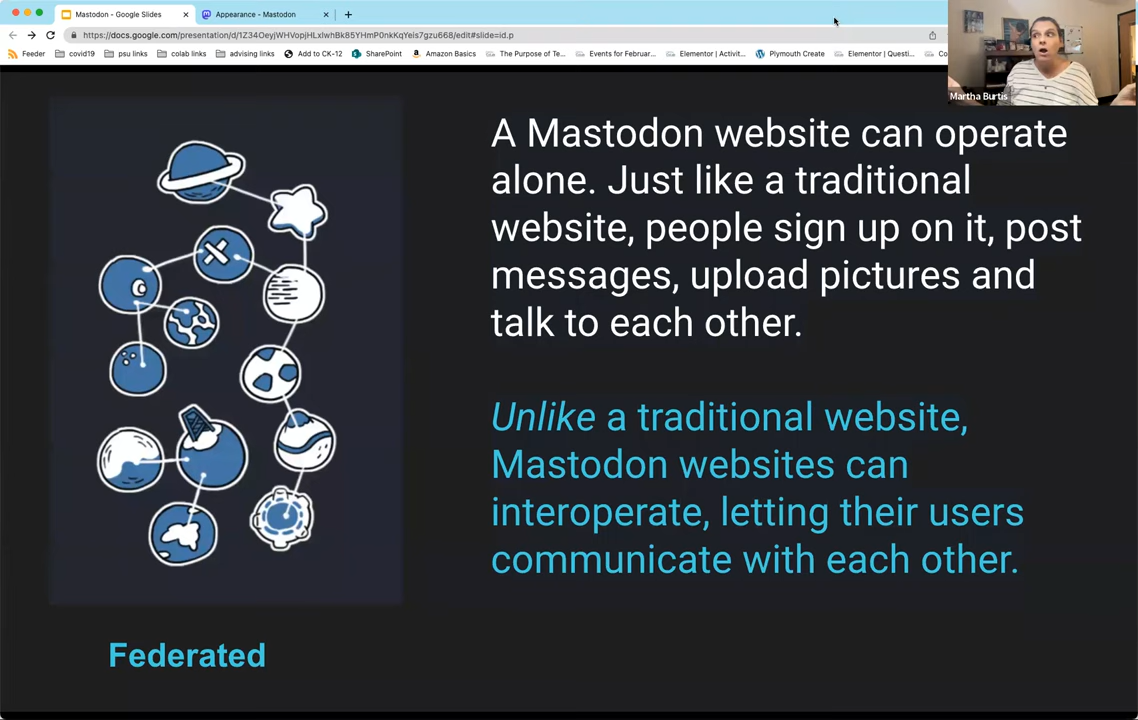 Mastodon - Google Slides
Appearance - Mastodon
https://docs.google.com/presentation/d/1Z34OeyjWHVopjHLxlwhBk85YHmP0nkKqYeis7gzu668/edit#slide=id.p
Feeder
covid19
psu links
colab links
advising links
Add to CK-12
SharePoint
Amazon Basics
The Purpose of Te...
Events for Februar...
Elementor | Activit...
Plymouth Create
Elementor | Questi...
Co
Martha Burtis
A Mastodon website can operate
alone. Just like a traditional
website, people sign up on it, post
messages, upload pictures and
talk to each other.
Unlike a traditional website,
Mastodon websites can
interoperate, letting their users
communicate with each other.
Federated